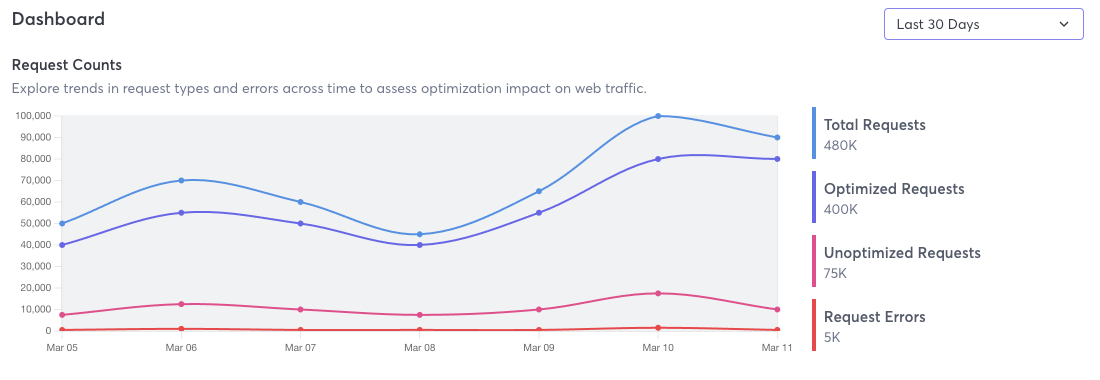 Dashboard
Last 30 Days
Request Counts
Explore trends in request types and errors across time to assess optimization impact on web traffic.
100,000
90,000
80,000
70,000
60,000
50,000
40,000
30,000
20,000
10,000
0
Mar 05
Mar 06
Mar 07
Mar 08
Mar 09
Mar 10
Mar 11
Total Requests
480K
Optimized Requests
400K
Unoptimized Requests
75K
Request Errors
5K